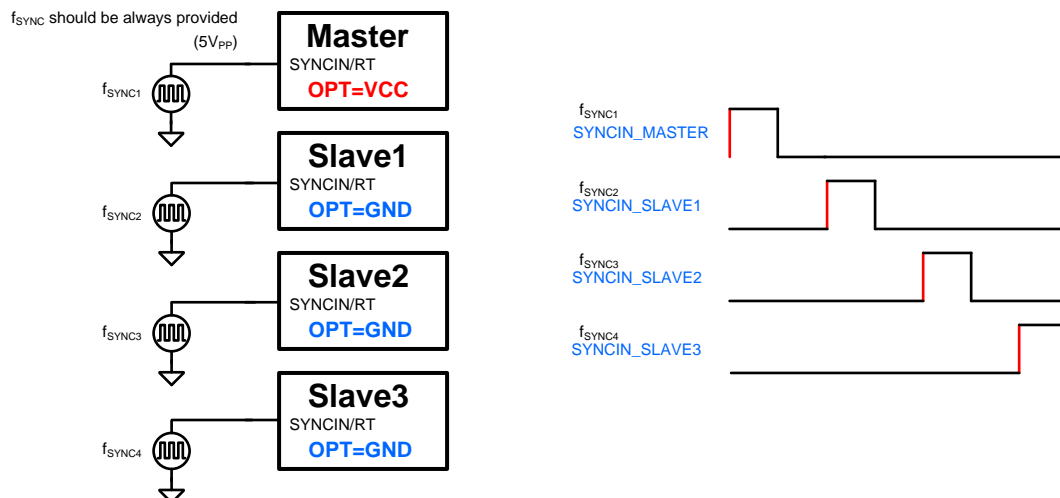 fSYNC should be always provided
(5VPP)
Master
SYNCIN/RT
OPT=VCC
fSYNC1
Slave1
SYNCIN/RT
OPT=GND
fSYNC2
Slave2
SYNCIN/RT
OPT=GND
fSYNC3
Slave3
SYNCIN/RT
OPT=GND
fSYNC4
fSYNC1
SYNCIN_MASTER
fSYNC2
SYNCIN_SLAVE1
fSYNC3
SYNCIN_SLAVE2
fSYNC4
SYNCIN_SLAVE3